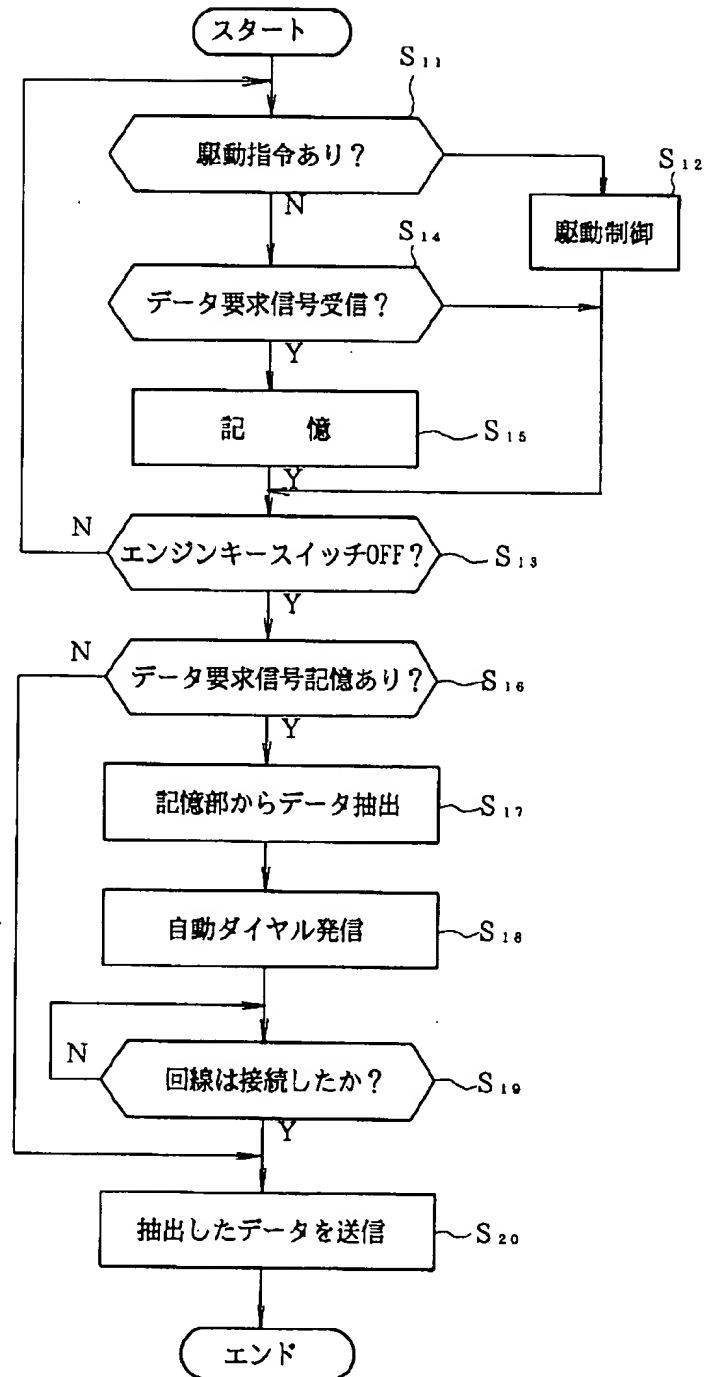 スタート
S₁₁
駆動指令あり？
S₁₂
N
駆動制御
S₁₄
データ要求信号受信？
Y
記　　憶
S₁₅
Y
N
エンジンキースイッチOFF？
S₁₃
Y
N
データ要求信号記憶あり？
S₁₆
Y
記憶部からデータ抽出
S₁₇
自動ダイヤル発信
S₁₈
N
回線は接続したか？
S₁₉
Y
抽出したデータを送信
S₂₀
エンド